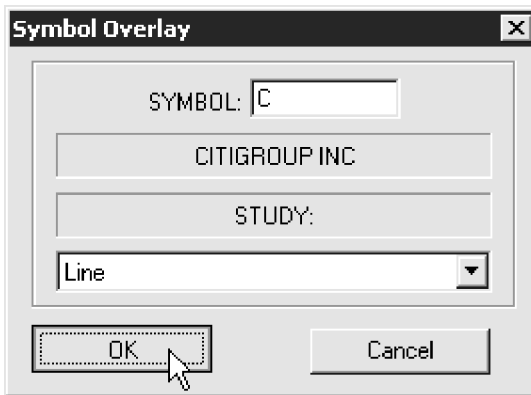 Symbol Overlay
SYMBOL: C
CITIGROUP INC
STUDY:
Line
OK Cancel